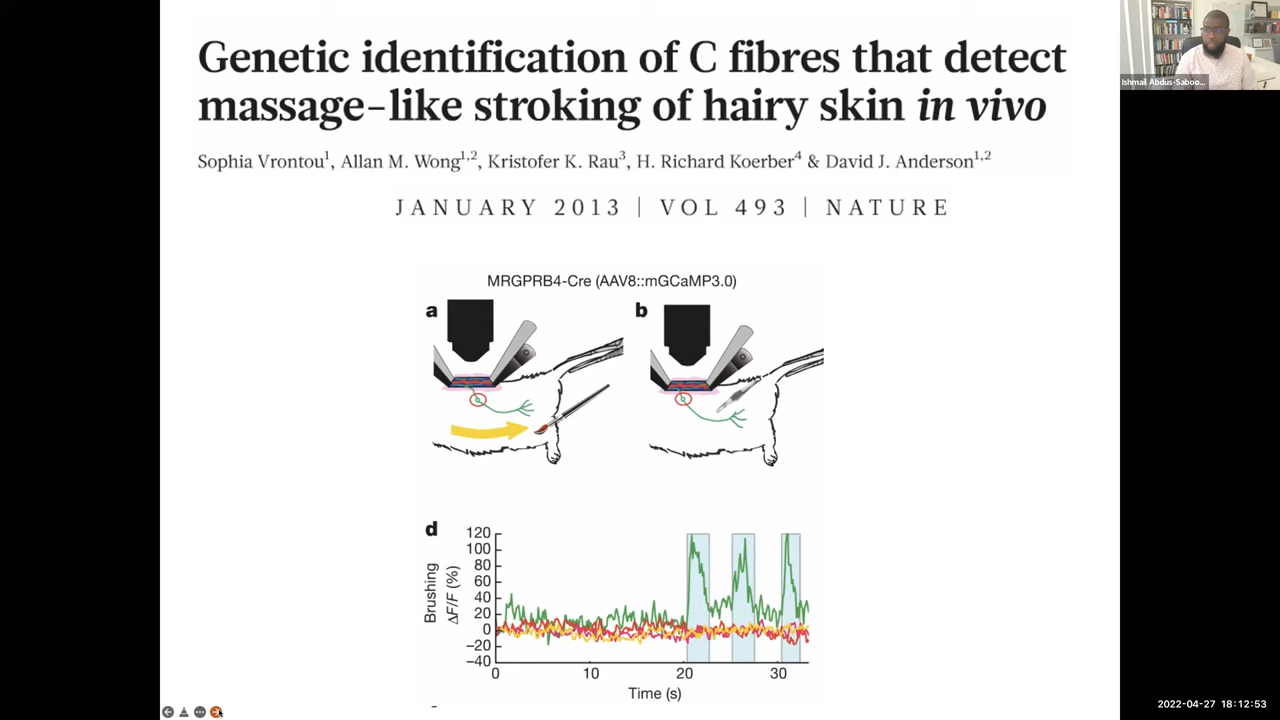 Genetic identification of C fibres that detect
massage-like stroking of hairy skin in vivo
Sophia Vrontou1, Allan M. Wong1,2, Kristofer K. Rau3, H. Richard Koerber4 & David J. Anderson1,2
JANUARY 2013 | VOL 493 | NATURE
Ishmail Abdus-Saboo...
MRGPRB4-Cre (AAV8::mGCaMP3.0)
a
b
d
Brushing
ΔF/F (%)
120
100
80
60
40
20
0
−20
−40
0 10 20 30
Time (s)
2022-04-27 18:12:53